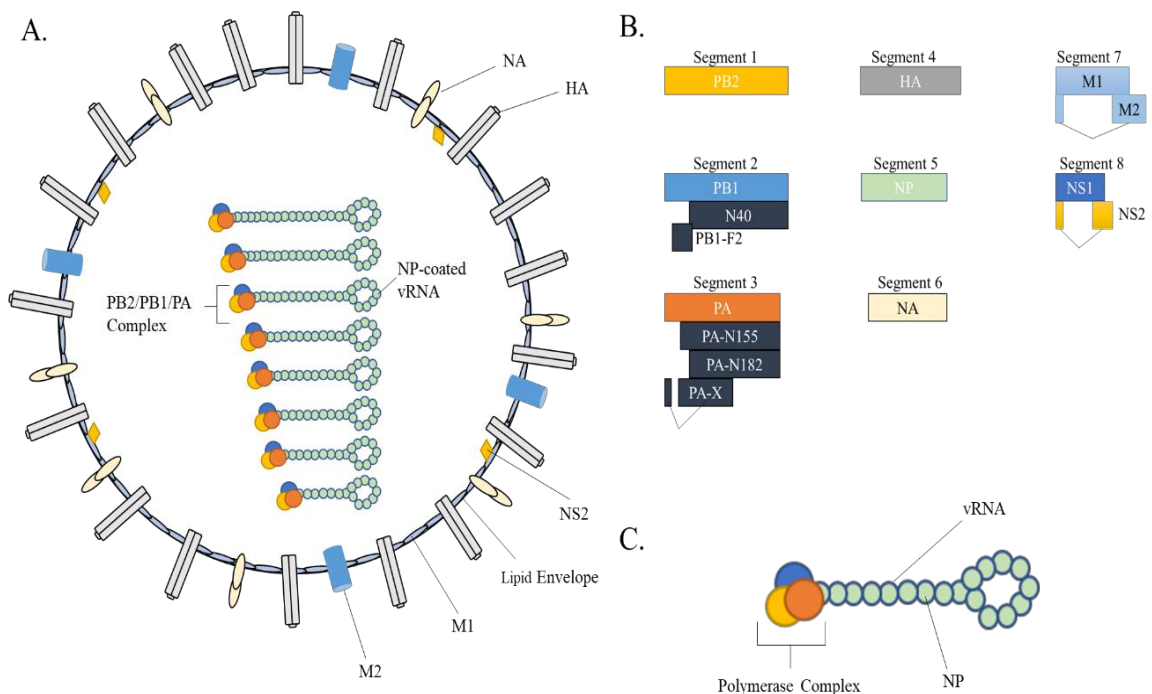 A.
NA
HA
PB2/PB1/PA
Complex
NP-coated
vRNA
NS2
Lipid Envelope
M1
M2
B.
Segment 1
PB2
Segment 4
HA
Segment 7
M1
M2
Segment 2
PB1
N40
PB1-F2
Segment 5
NP
Segment 8
NS1
NS2
Segment 3
PA
PA-N155
PA-N182
PA-X
Segment 6
NA
C.
vRNA
Polymerase Complex
NP